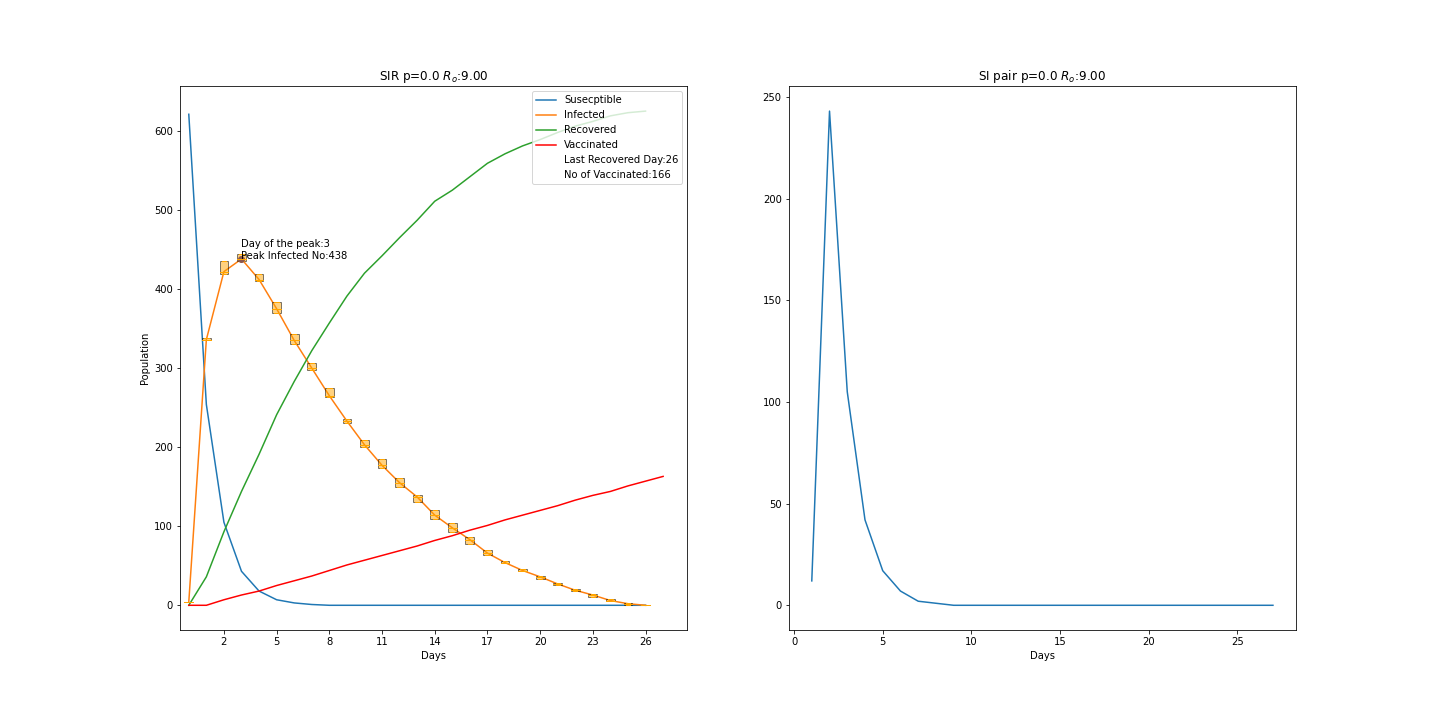 SIR p=0.0 Rₒ:9.00
Susecptible
Infected
Recovered
Vaccinated
Last Recovered Day:26
No of Vaccinated:166
Day of the peak:3
Peak Infected No:438
Population
600
500
400
300
200
100
0
2 5 8 11 14 17 20 23 26
Days
SI pair p=0.0 Rₒ:9.00
250
200
150
100
50
0
0 5 10 15 20 25
Days